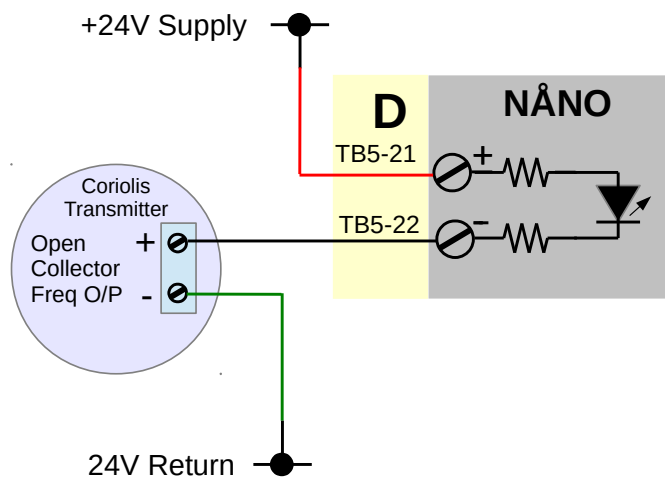 +24V Supply
D
NÅNO
TB5-21
+
Coriolis
Transmitter
TB5-22
-
Open
Collector
Freq O/P
+
-
24V Return